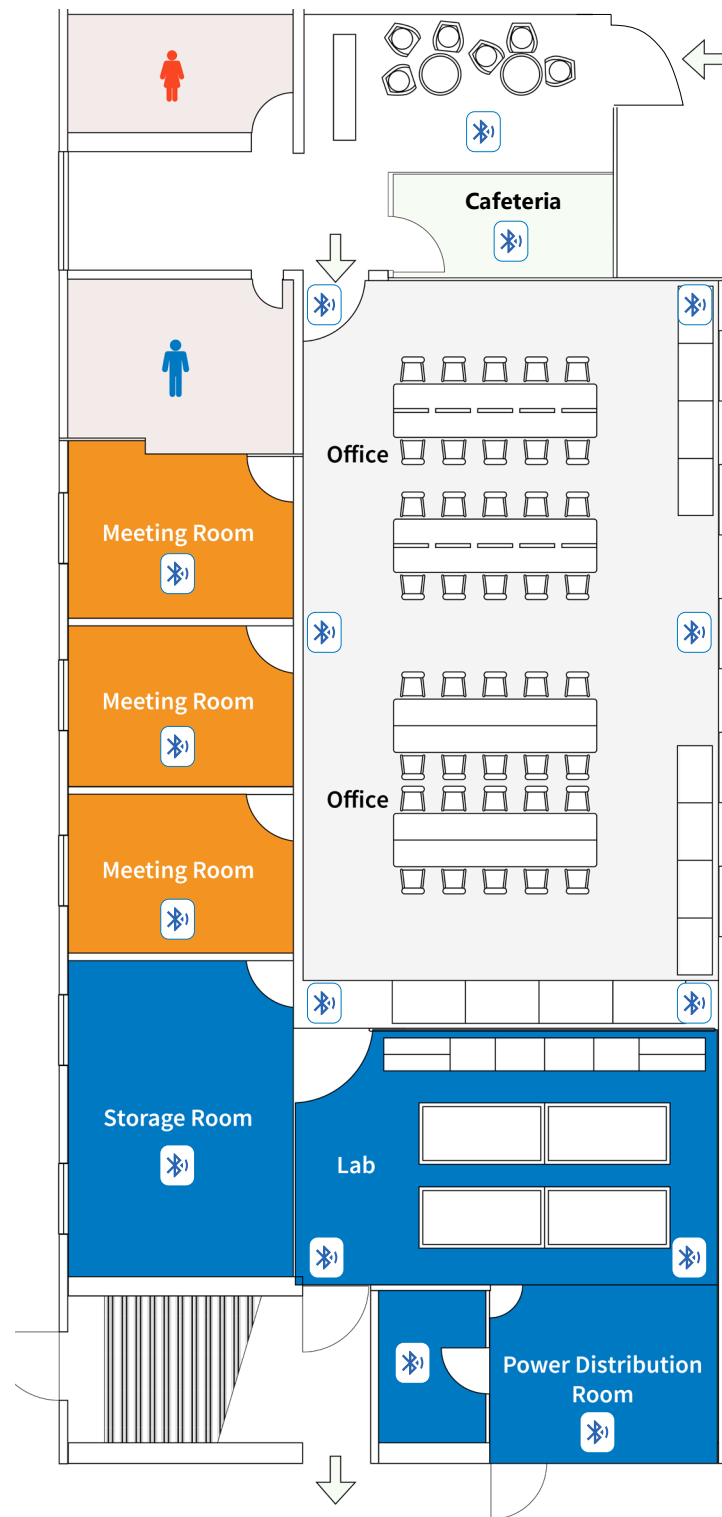 Cafeteria
Office
Meeting Room
Meeting Room
Office
Meeting Room
Storage Room
Lab
Power Distribution
Room